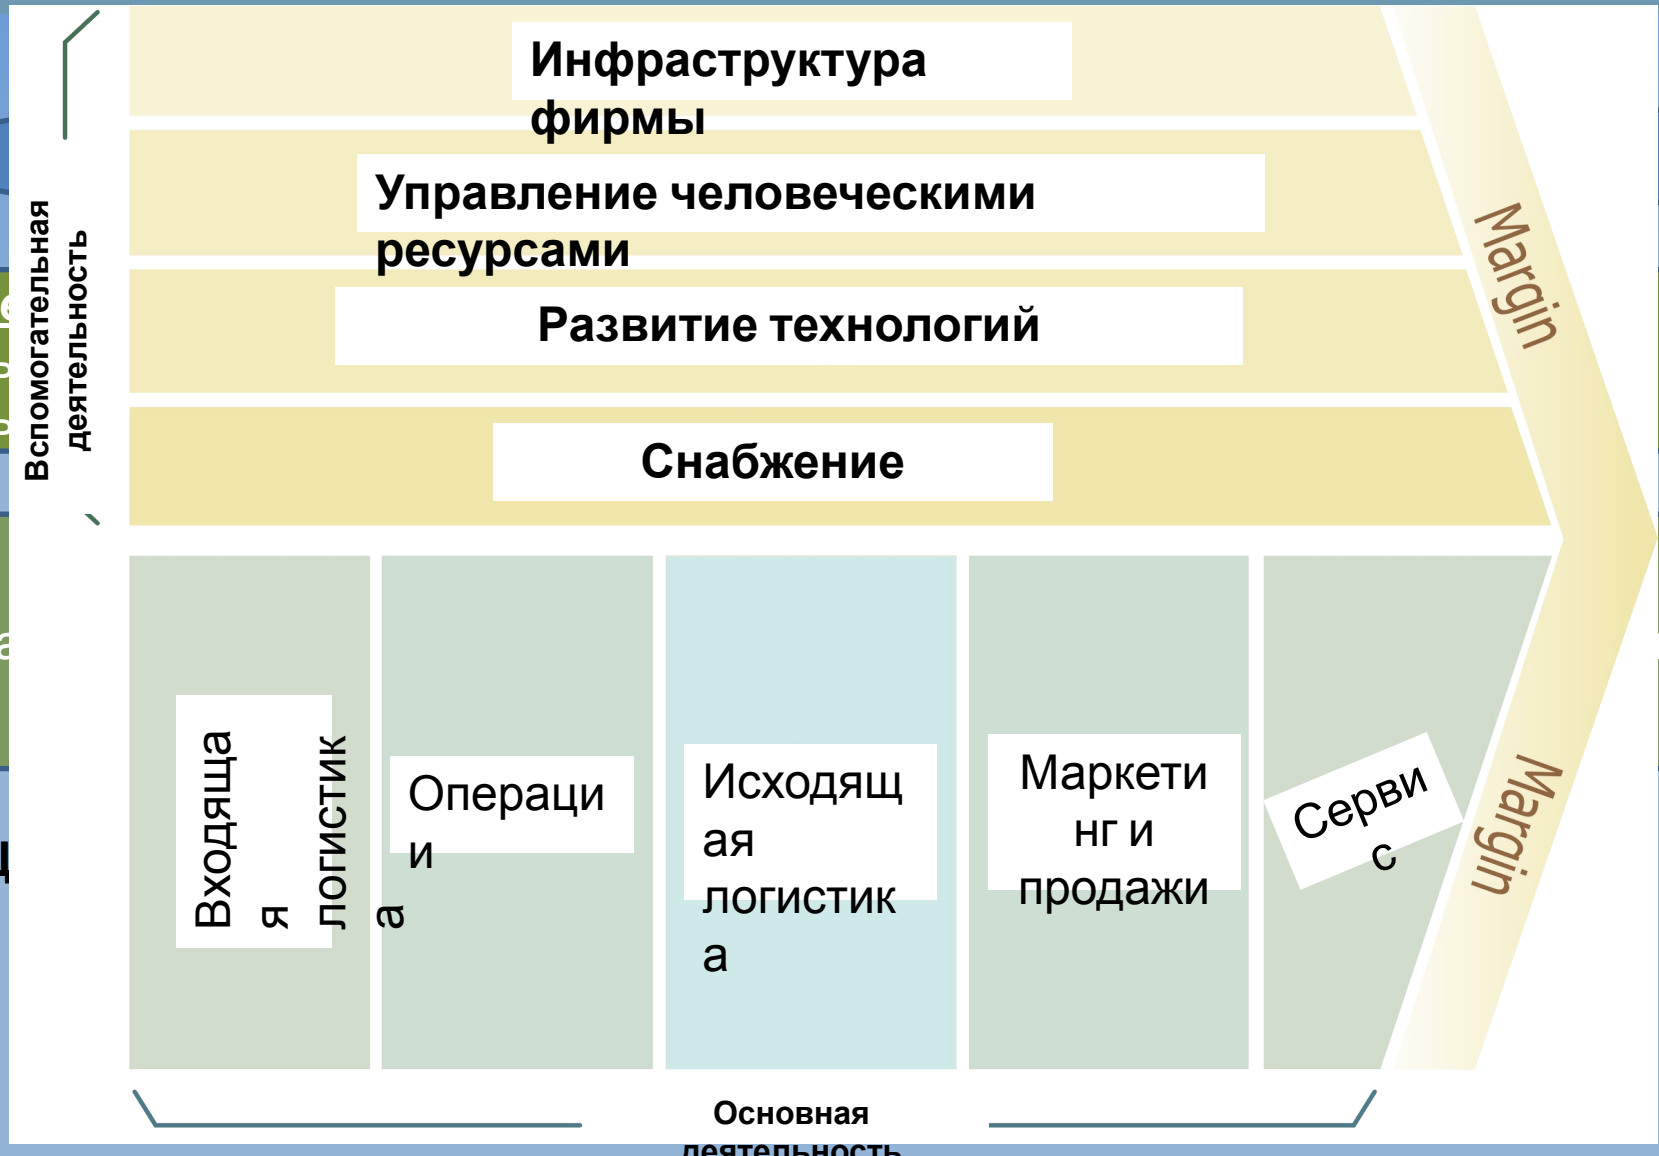 Инфраструктура
фирмы
Управление человеческими
ресурсами
Развитие технологий
Снабжение
Вспомогательная
деятельность
Margin
Входяща
я
логистик
а
Операци
и
Исходящ
ая
логистик
а
Маркети
нг и
продажи
Серви
с
Margin
Основная
деятельность